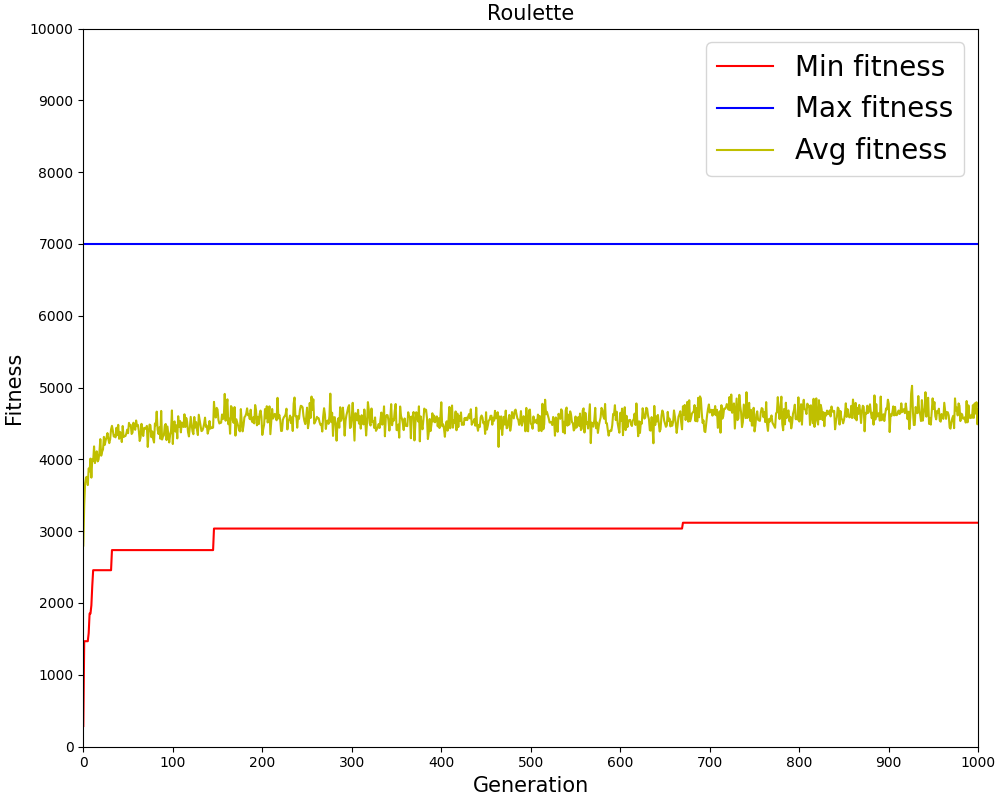 Roulette
Min fitness
Max fitness
Avg fitness
10000
9000
8000
7000
6000
5000
4000
3000
2000
1000
0
Fitness
0 100 200 300 400 500 600 700 800 900 1000
Generation